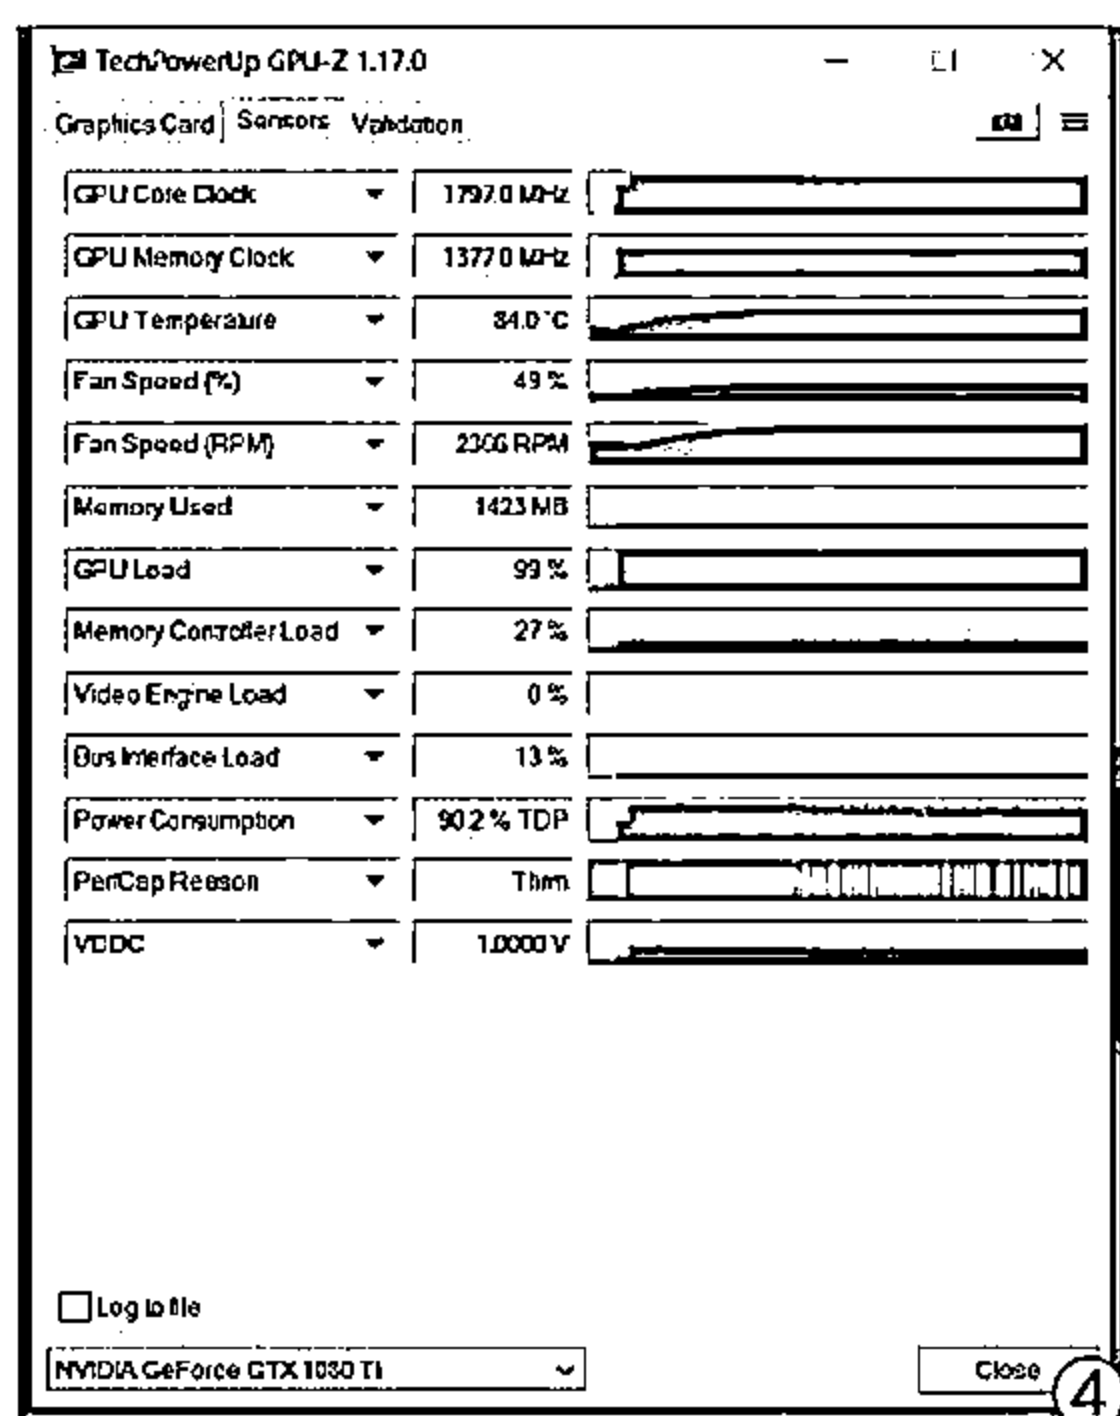 TechPowerUp GPU-Z 1.17.0
Graphics Card Sensors Validation
GPU Core Clock 1797.0 MHz
GPU Memory Clock 1377.0 MHz
GPU Temperature 84.0 °C
Fan Speed (%) 49 %
Fan Speed (RPM) RPM
Memory Used 1423 MB
GPU Load 99 %
Memory Controller Load 27 %
Video Engine Load 0 %
Bus Interface Load 13 %
Power Consumption 90.2 % TDP
PerfCap Reason Thrm
VDDC 1.0000 V
Log to file
NVIDIA GeForce GTX 1080 Ti
Close
4